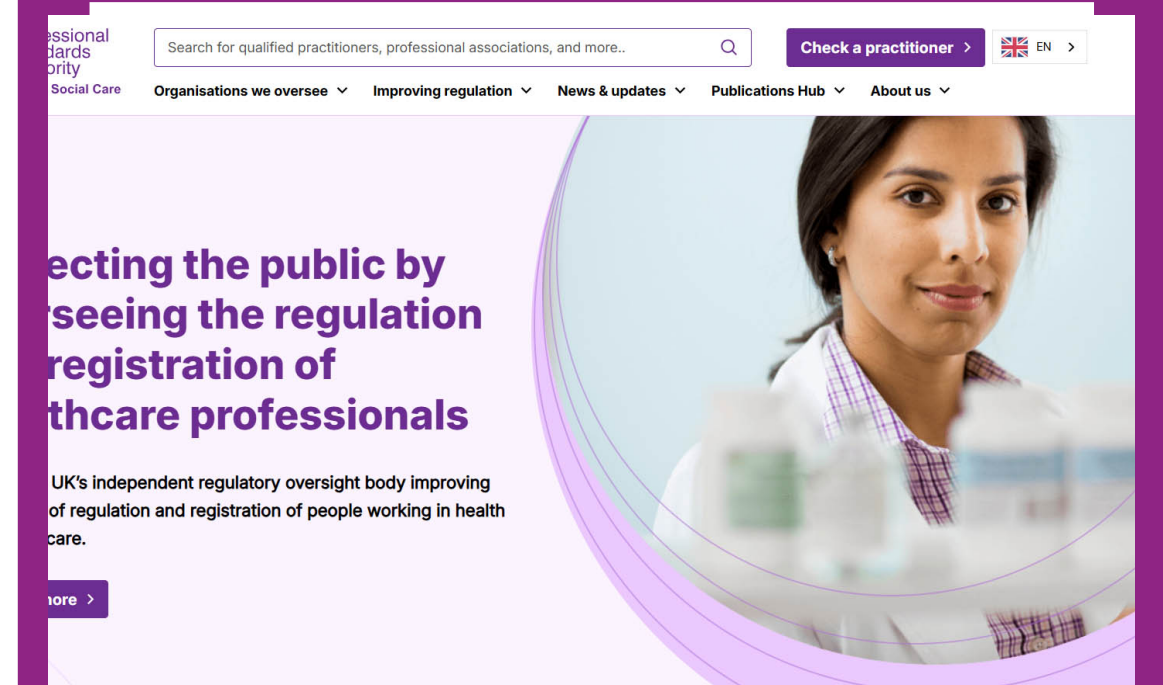 essional
dards
ority
Social Care
Search for qualified practitioners, professional associations, and more..
Check a practitioner
EN
Organisations we oversee
Improving regulation
News & updates
Publications Hub
About us
ecting the public by
rseeing the regulation
registration of
thcare professionals
UK’s independent regulatory oversight body improving
of regulation and registration of people working in health
care.
more